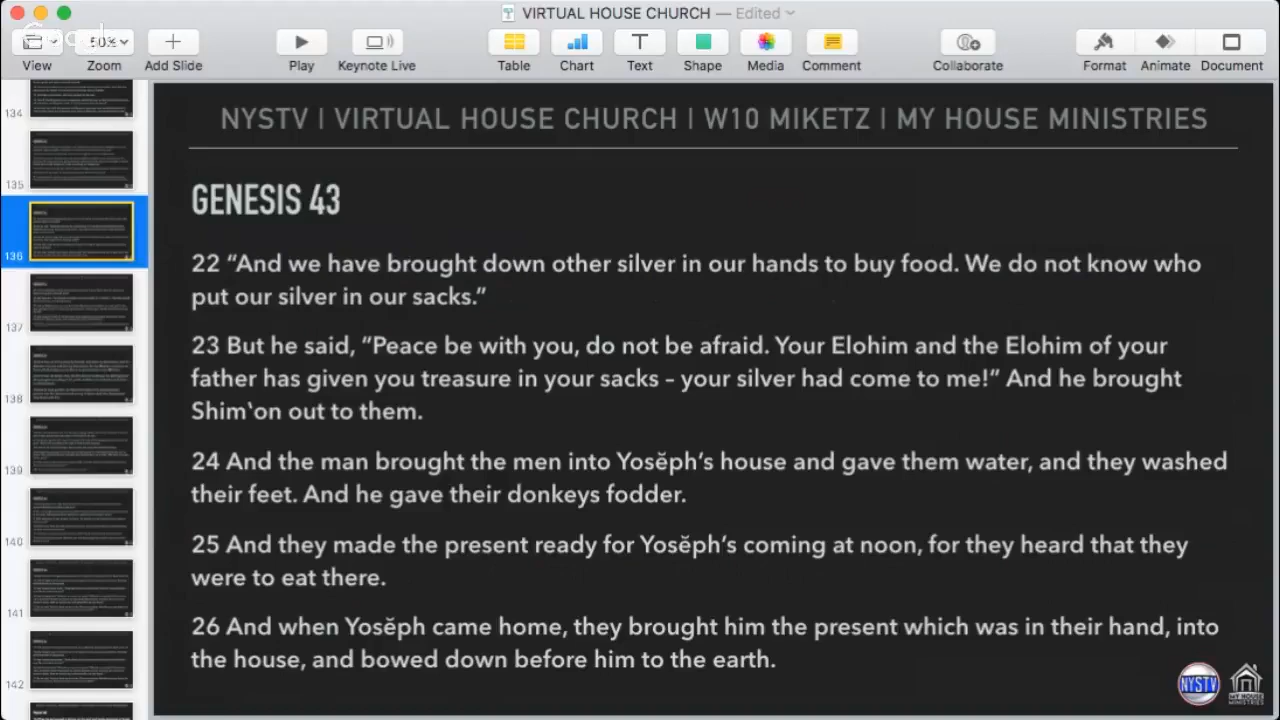 VIRTUAL HOUSE CHURCH — Edited
View
Zoom
Add Slide
Play
Keynote Live
Table
Chart
Text
Shape
Media
Comment
Collaborate
Format
Animate
Document
134
135
136
137
138
139
140
141
142
NYSTV | VIRTUAL HOUSE CHURCH | W10 MIKETZ | MY HOUSE MINISTRIES
GENESIS 43
22 “And we have brought down other silver in our hands to buy food. We do not know who
put our silver in our sacks.”
23 But he said, “Peace be with you, do not be afraid. Your Elohim and the Elohim of your
father has given you treasure in your sacks – your silver had come to me!” And he brought
Shim‛on out to them.
24 And the man brought the men into Yosĕph’s house and gave them water, and they washed
their feet. And he gave their donkeys fodder.
25 And they made the present ready for Yosĕph’s coming at noon, for they heard that they
were to eat there.
26 And when Yosĕph came home, they brought him the present which was in their hand, into
the house, and bowed down before him to the earth.
NYSTV
MY HOUSE
MINISTRIES